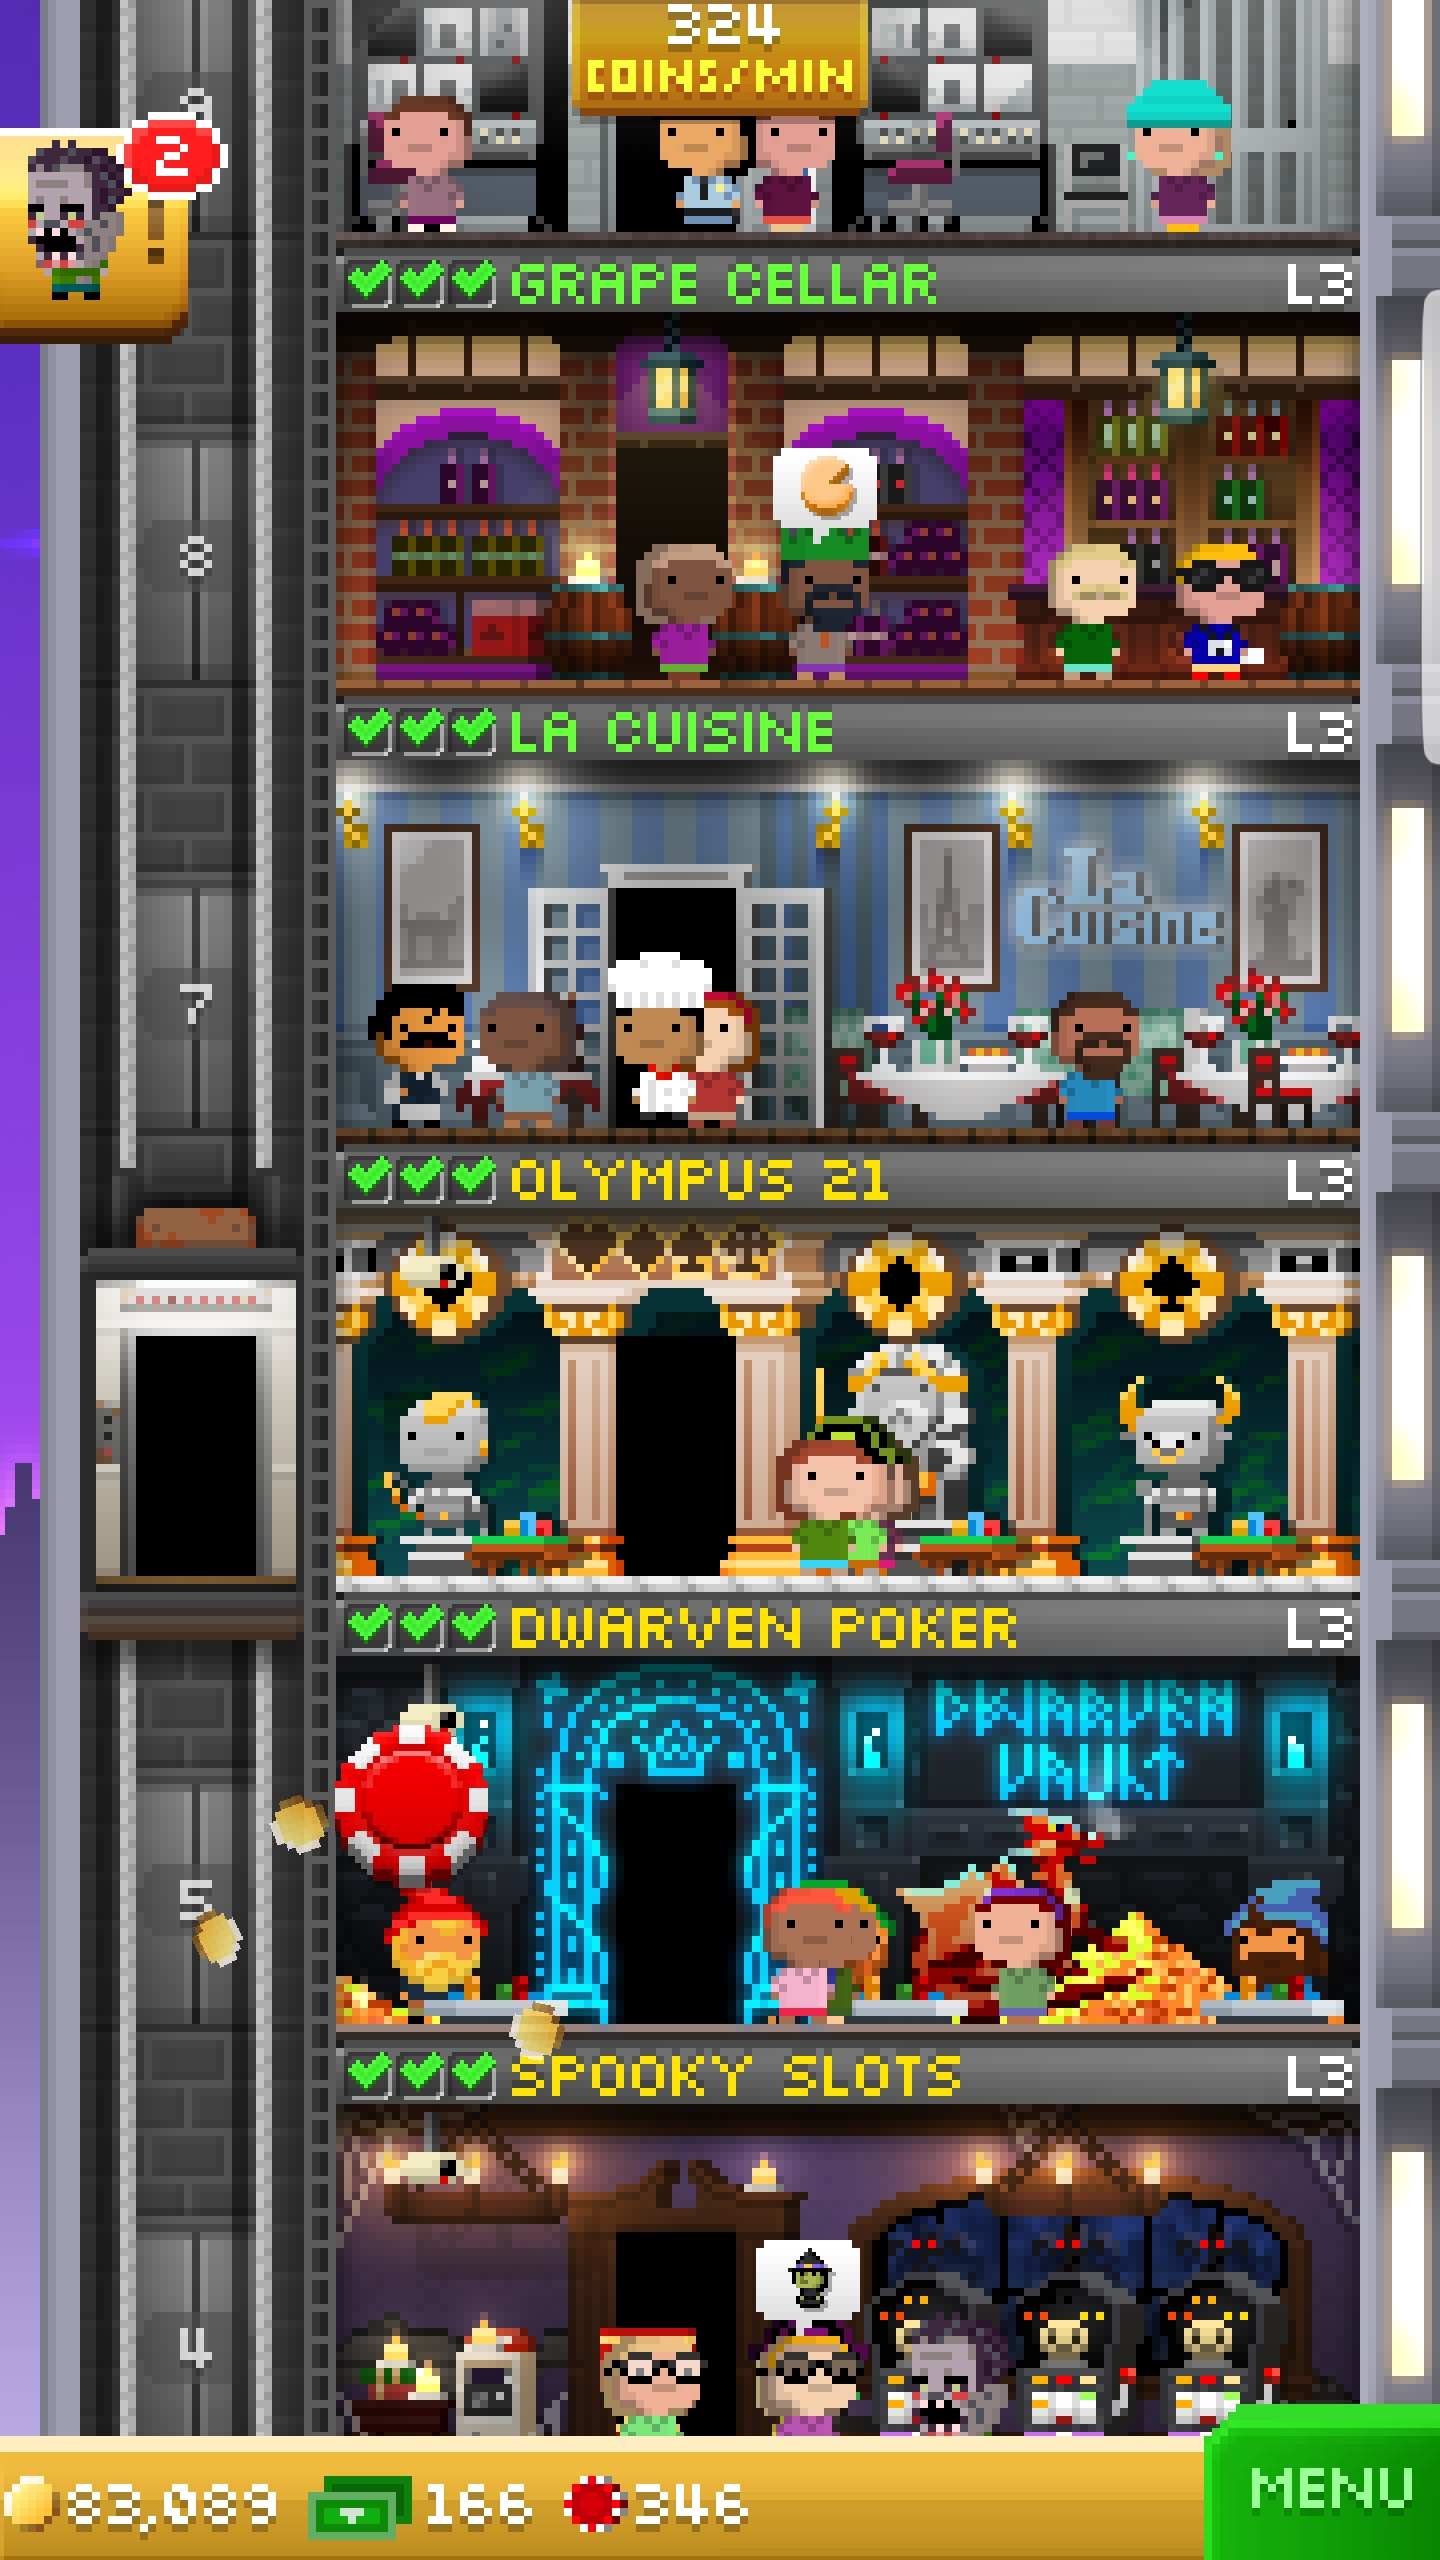 324
COINS/MIN
9
2
!
GRAPE CELLAR L3
8
LA CUISINE L3
La
Cuisine
7
OLYMPUS 21 L3
DWARVEN POKER L3
DWARVEN
VAULT
5
SPOOKY SLOTS L3
4
83,089 166 346 MENU